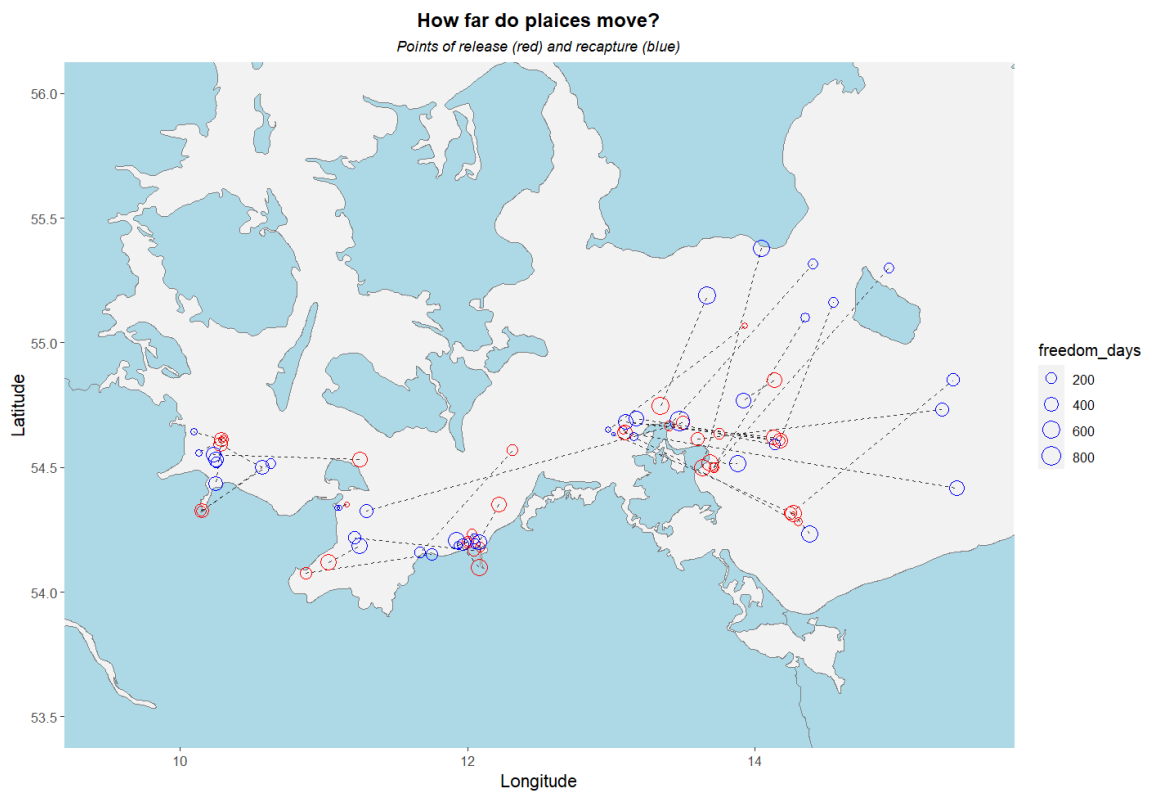 How far do plaices move?
Points of release (red) and recapture (blue)
56.0
55.5
55.0
54.5
54.0
53.5
Latitude
10
12
14
Longitude
freedom_days
200
400
600
800